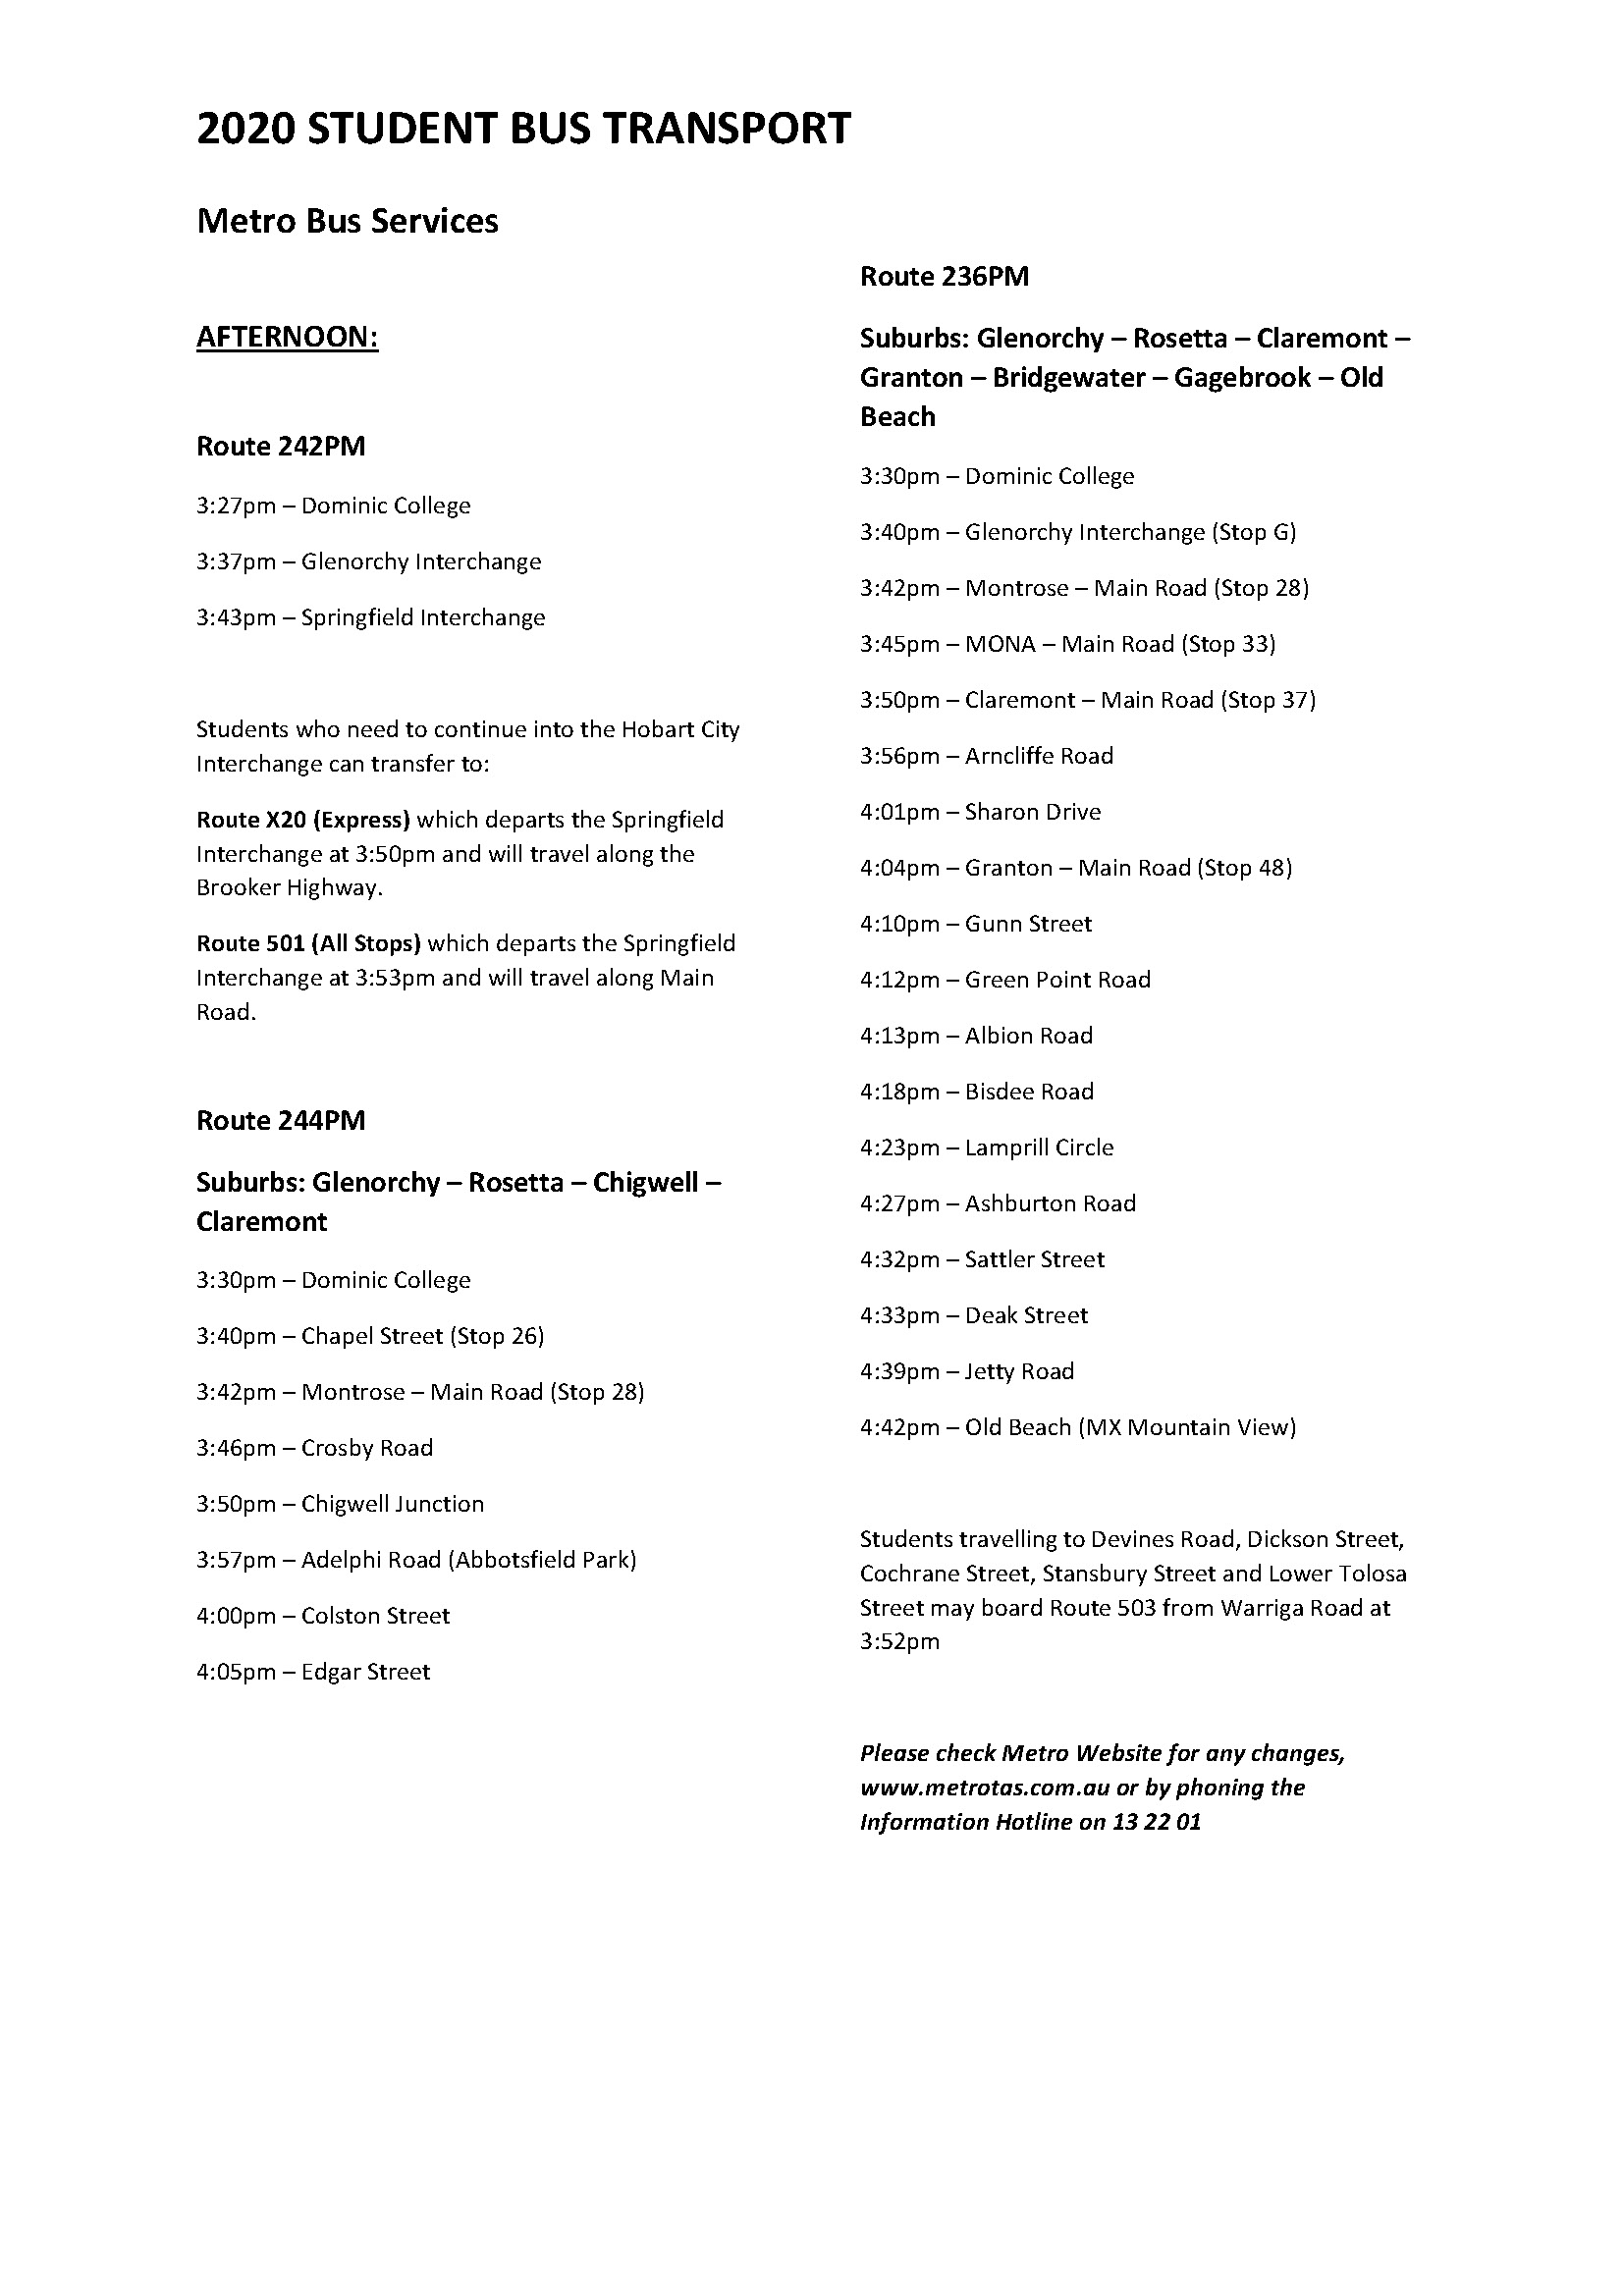 2020 STUDENT BUS TRANSPORT
Metro Bus Services
AFTERNOON:
Route 242PM
3:27pm – Dominic College
3:37pm – Glenorchy Interchange
3:43pm – Springfield Interchange
Students who need to continue into the Hobart City
Interchange can transfer to:
Route X20 (Express) which departs the Springfield
Interchange at 3:50pm and will travel along the
Brooker Highway.
Route 501 (All Stops) which departs the Springfield
Interchange at 3:53pm and will travel along Main
Road.
Route 244PM
Suburbs: Glenorchy – Rosetta – Chigwell –
Claremont
3:30pm – Dominic College
3:40pm – Chapel Street (Stop 26)
3:42pm – Montrose – Main Road (Stop 28)
3:46pm – Crosby Road
3:50pm – Chigwell Junction
3:57pm – Adelphi Road (Abbotsfield Park)
4:00pm – Colston Street
4:05pm – Edgar Street
Route 236PM
Suburbs: Glenorchy – Rosetta – Claremont –
Granton – Bridgewater – Gagebrook – Old
Beach
3:30pm – Dominic College
3:40pm – Glenorchy Interchange (Stop G)
3:42pm – Montrose – Main Road (Stop 28)
3:45pm – MONA – Main Road (Stop 33)
3:50pm – Claremont – Main Road (Stop 37)
3:56pm – Arncliffe Road
4:01pm – Sharon Drive
4:04pm – Granton – Main Road (Stop 48)
4:10pm – Gunn Street
4:12pm – Green Point Road
4:13pm – Albion Road
4:18pm – Bisdee Road
4:23pm – Lamprill Circle
4:27pm – Ashburton Road
4:32pm – Sattler Street
4:33pm – Deak Street
4:39pm – Jetty Road
4:42pm – Old Beach (MX Mountain View)
Students travelling to Devines Road, Dickson Street,
Cochrane Street, Stansbury Street and Lower Tolosa
Street may board Route 503 from Warriga Road at
3:52pm
Please check Metro Website for any changes,
www.metrotas.com.au or by phoning the
Information Hotline on 13 22 01